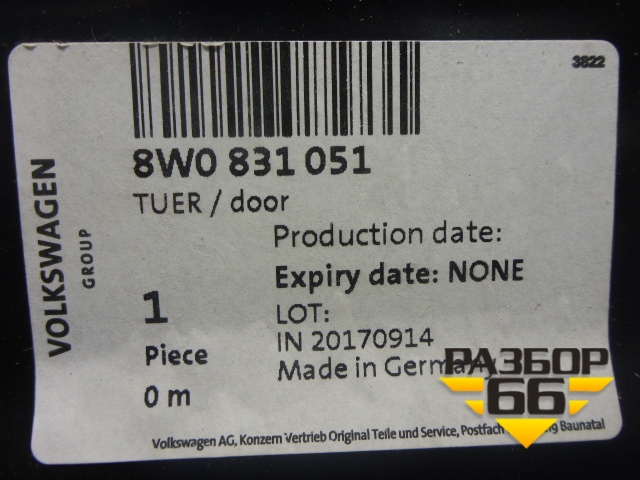 3822
8W0 831 051
TUER / door
VOLKSWAGEN
GROUP
Production date:
Expiry date: NONE
1
LOT:
IN 20170914
Piece
Made in Germany
0 m
РАЗБОР
66
Volkswagen AG, Konzern Vertrieb Original Teile und Service, Postfach Baunatal